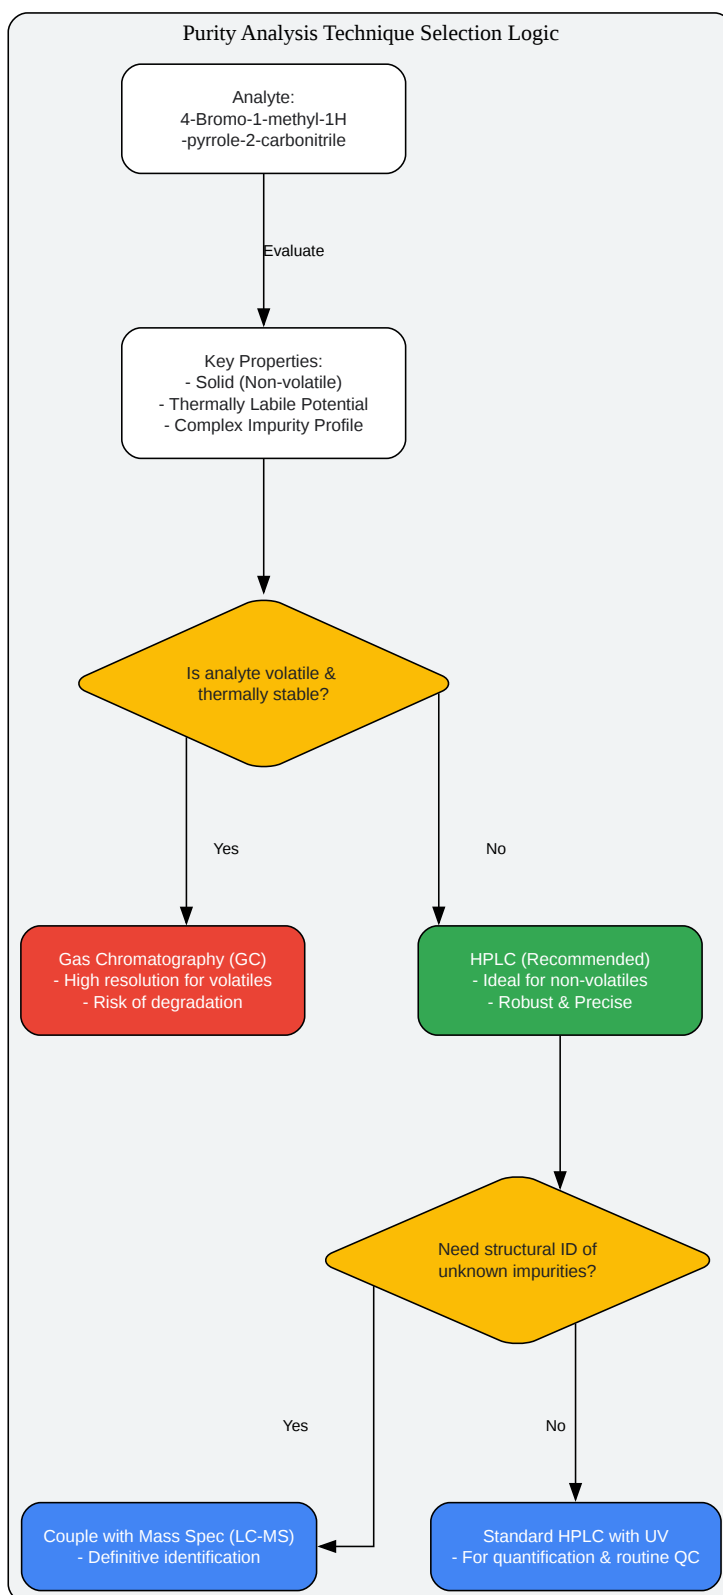 Purity Analysis Technique Selection Logic
Analyte:
4-Bromo-1-methyl-1H
-pyrrole-2-carbonitrile
Evaluate
Key Properties:
- Solid (Non-volatile)
- Thermally Labile Potential
- Complex Impurity Profile
Is analyte volatile &
thermally stable?
Yes
No
Gas Chromatography (GC)
- High resolution for volatiles
- Risk of degradation
HPLC (Recommended)
- Ideal for non-volatiles
- Robust & Precise
Need structural ID of
unknown impurities?
Yes
No
Couple with Mass Spec (LC-MS)
- Definitive identification
Standard HPLC with UV
- For quantification & routine QC